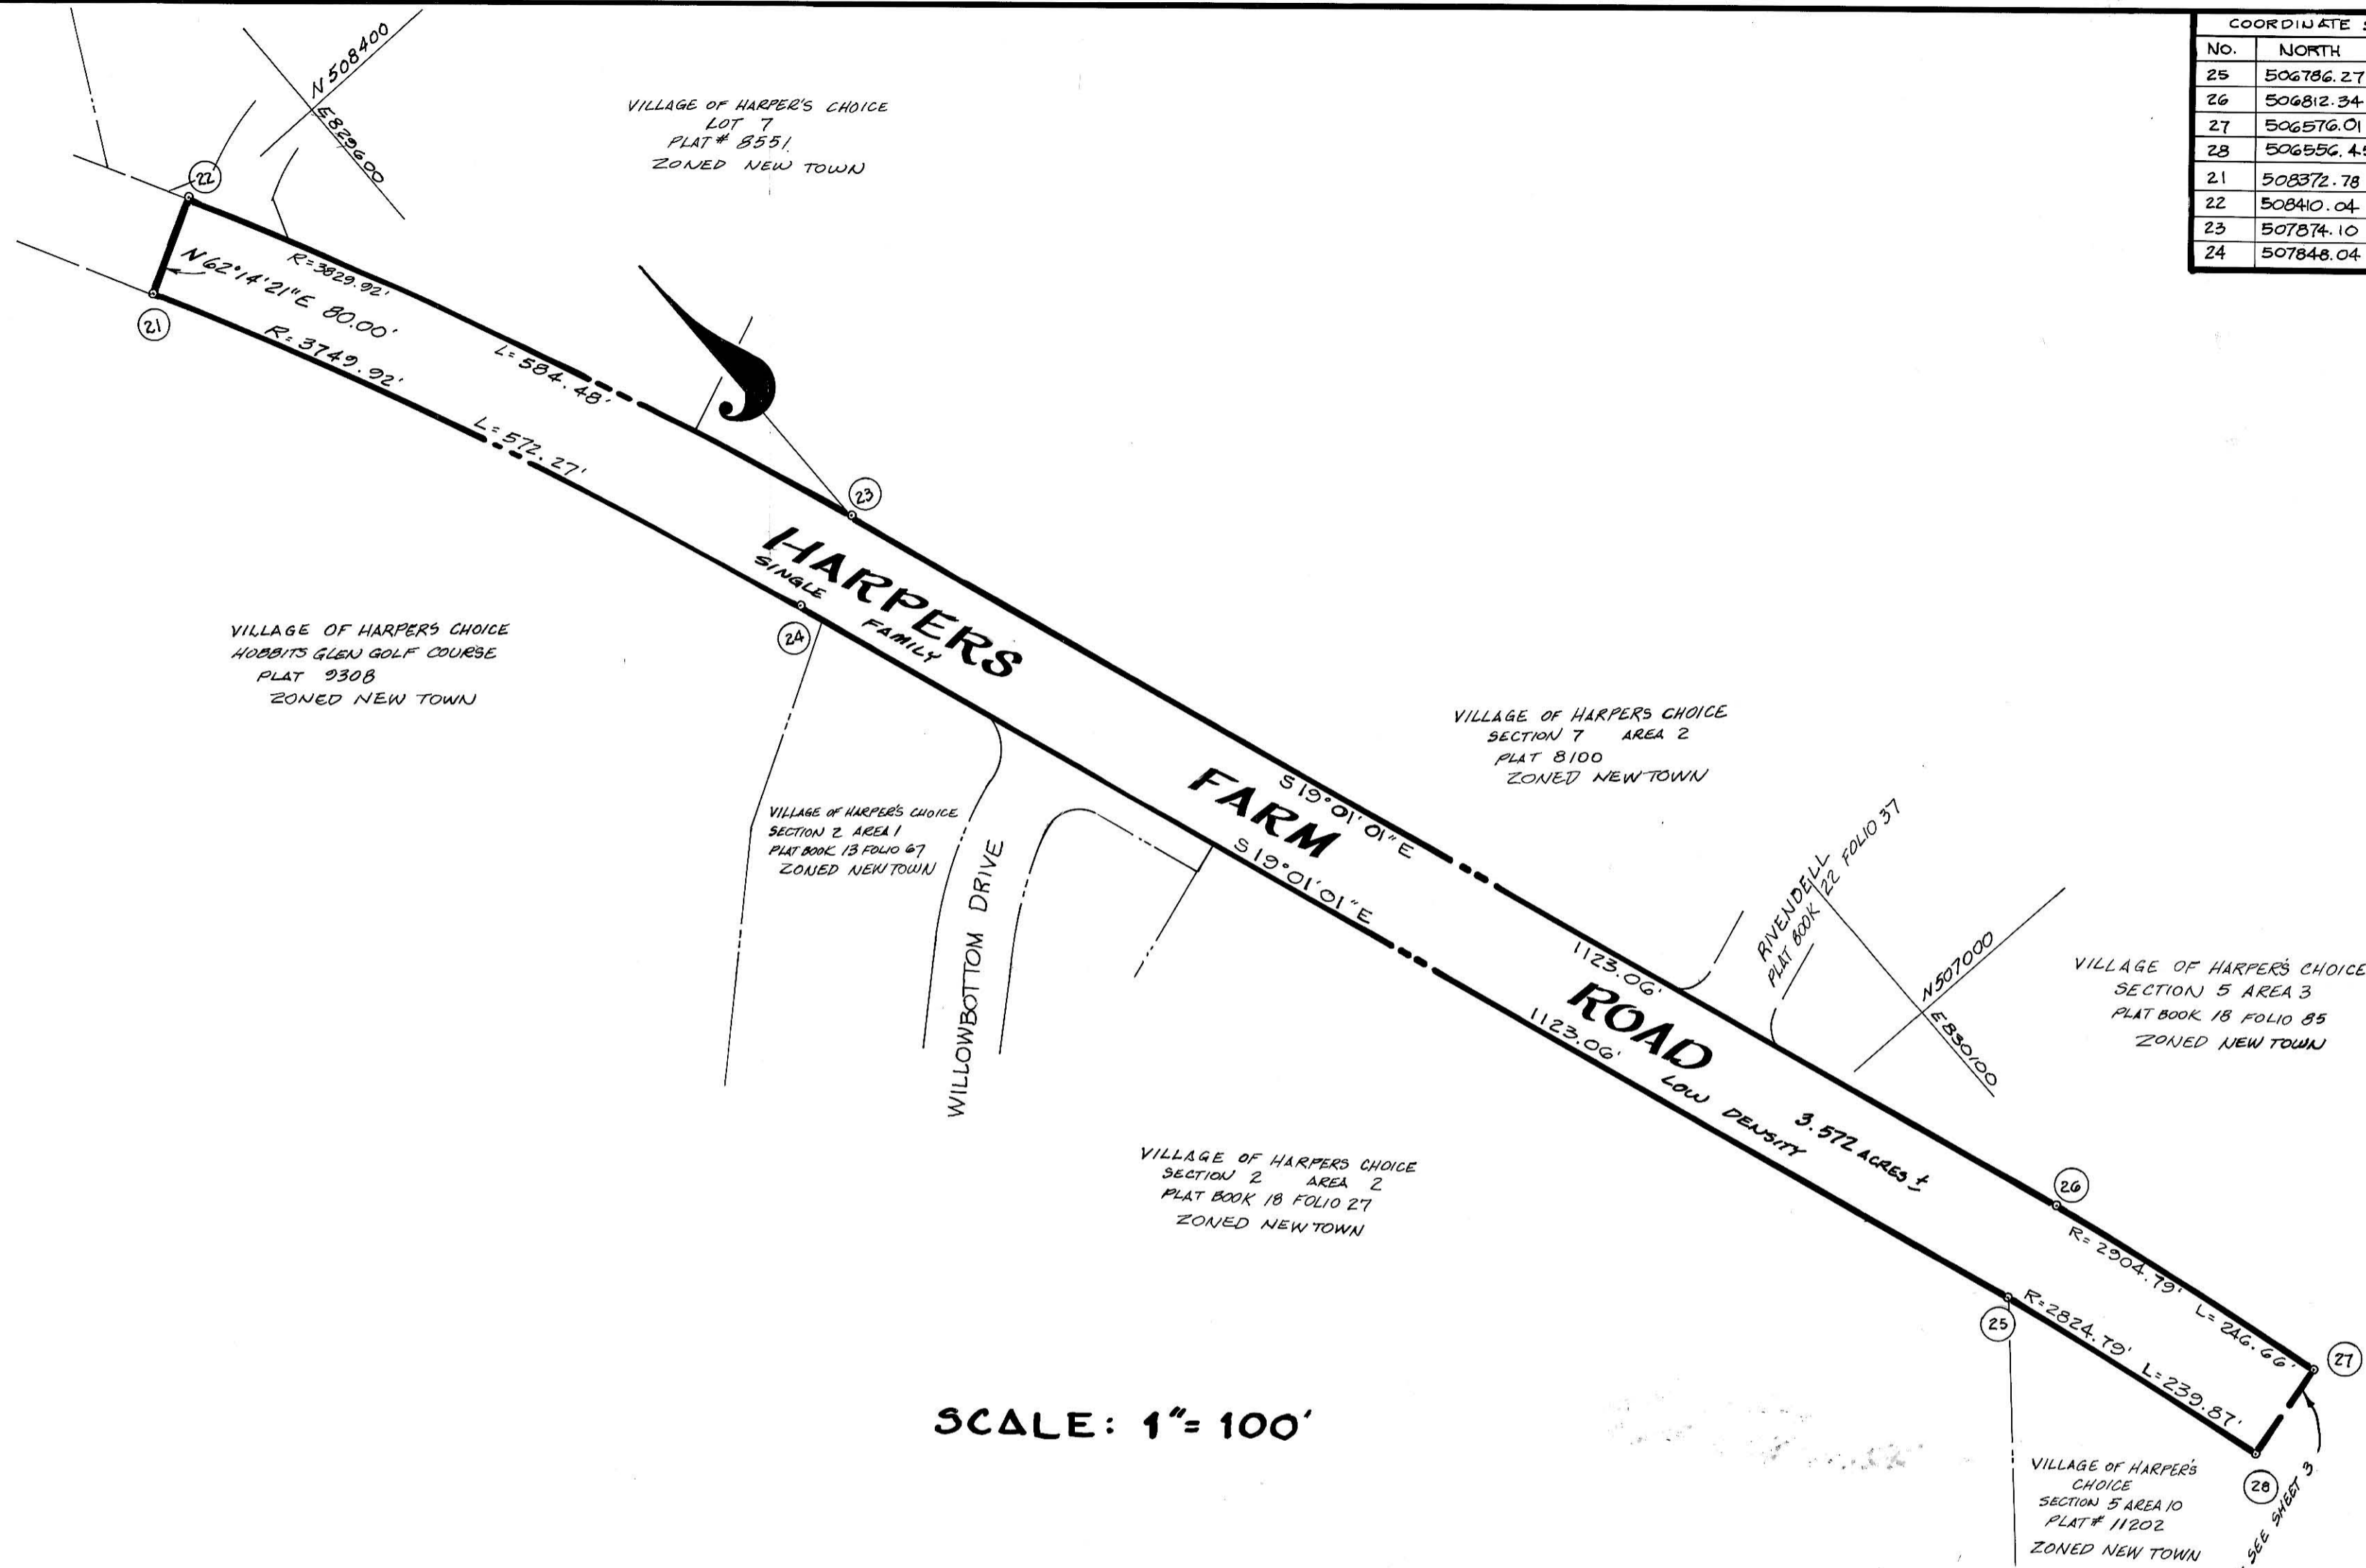 COORDINATE
NO. NORTH
25 506786.27
26 506812.34
27 506576.01
28 506556.4
21 508372.78
22 508410.04
23 507874.10
24 507848.04
N 508400
E829600
VILLAGE OF HARPER'S CHOICE
LOT 7
PLAT # 8551
ZONED NEW TOWN
22
21
N 62°14'21"E 80.00'
R=3829.92'
L=584.48'
R=3749.92'
L=572.27'
23
24
HARPERS
SINGLE FAMILY
VILLAGE OF HARPERS CHOICE
HOBBITS GLEN GOLF COURSE
PLAT 9308
ZONED NEW TOWN
VILLAGE OF HARPERS CHOICE
SECTION 7 AREA 2
PLAT 8100
ZONED NEW TOWN
VILLAGE OF HARPER'S CHOICE
SECTION 2 AREA 1
PLAT BOOK 13 FOLIO 67
ZONED NEW TOWN
WILLOWBOTTOM DRIVE
FARM
S 19°01'01"E
S 19°01'01"E
RIVENDELL
PLAT BOOK 22 FOLIO 37
N507000
E830100
VILLAGE OF HARPER'S CHOICE
SECTION 5 AREA 3
PLAT BOOK 18 FOLIO 85
ZONED NEW TOWN
1123.06'
1123.06'
ROAD
LOW DENSITY
3.572 ACRES ±
VILLAGE OF HARPERS CHOICE
SECTION 2 AREA 2
PLAT BOOK 18 FOLIO 27
ZONED NEW TOWN
26
R=2904.79' L=246.66'
25
R=2824.79' L=239.87'
27
28
SEE SHEET 3
SCALE: 1"=100'
VILLAGE OF HARPER'S
CHOICE
SECTION 5 AREA 10
PLAT # 11202
ZONED NEW TOWN